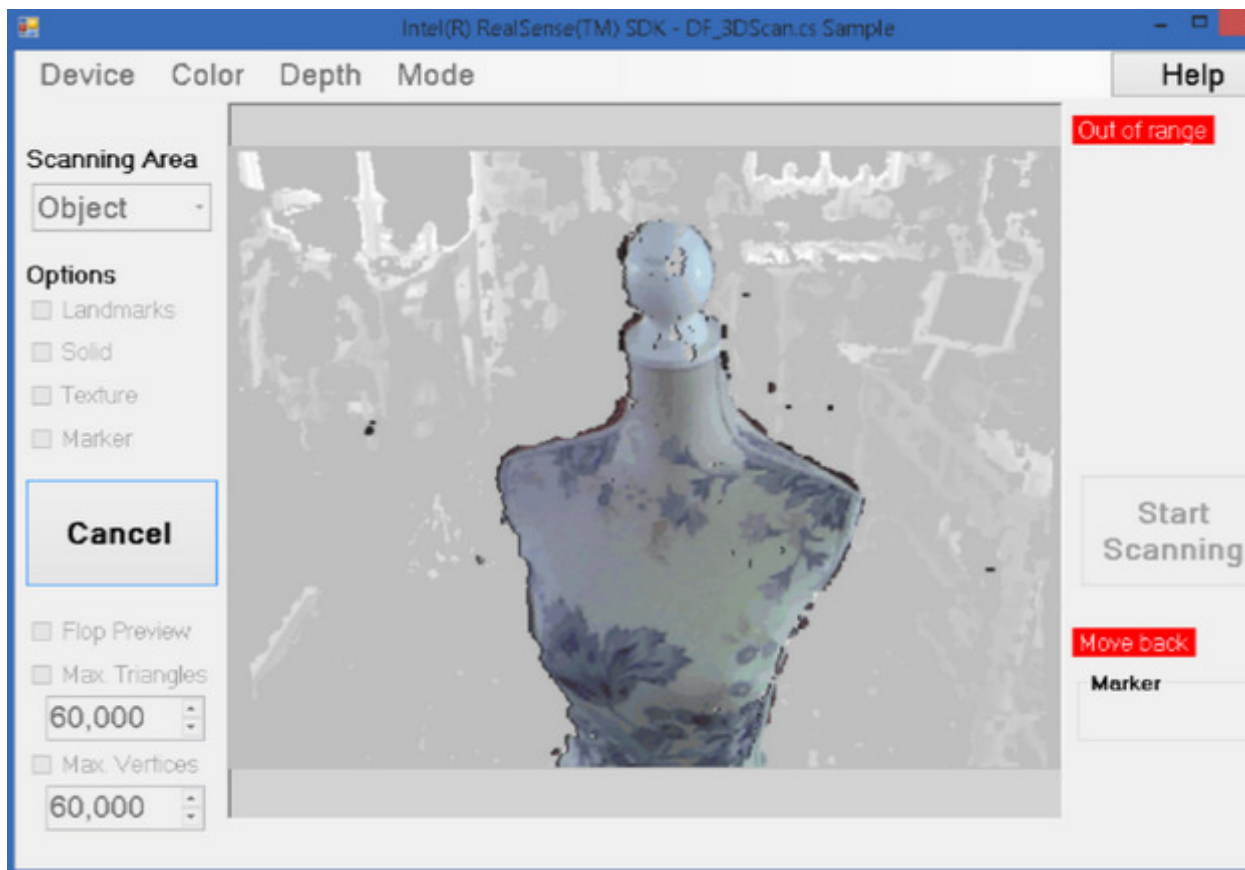 Intel(R) RealSense(TM) SDK - DF_3DScan.cs Sample
Device Color Depth Mode Help
Scanning Area
Object
Options
Landmarks
Solid
Texture
Marker
Cancel
Flop Preview
Max. Triangles
60,000
Max. Vertices
60,000
Out of range
Start
Scanning
Move back
Marker